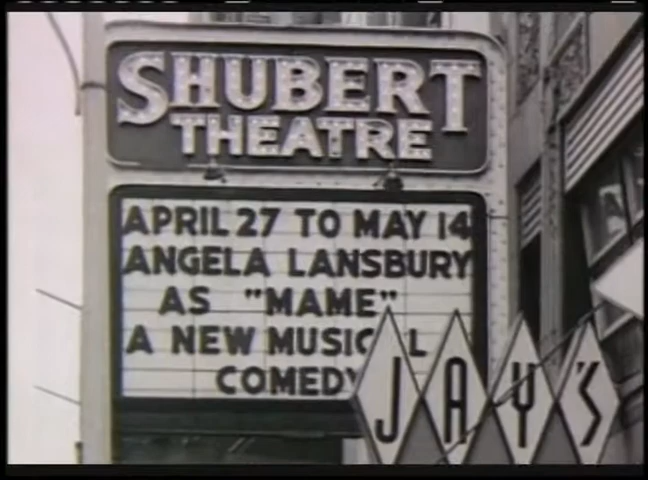 SHUBERT
THEATRE
APRIL 27 TO MAY 14
ANGELA LANSBURY
AS "MAME"
A NEW MUSICAL
COMEDY
JAY'S